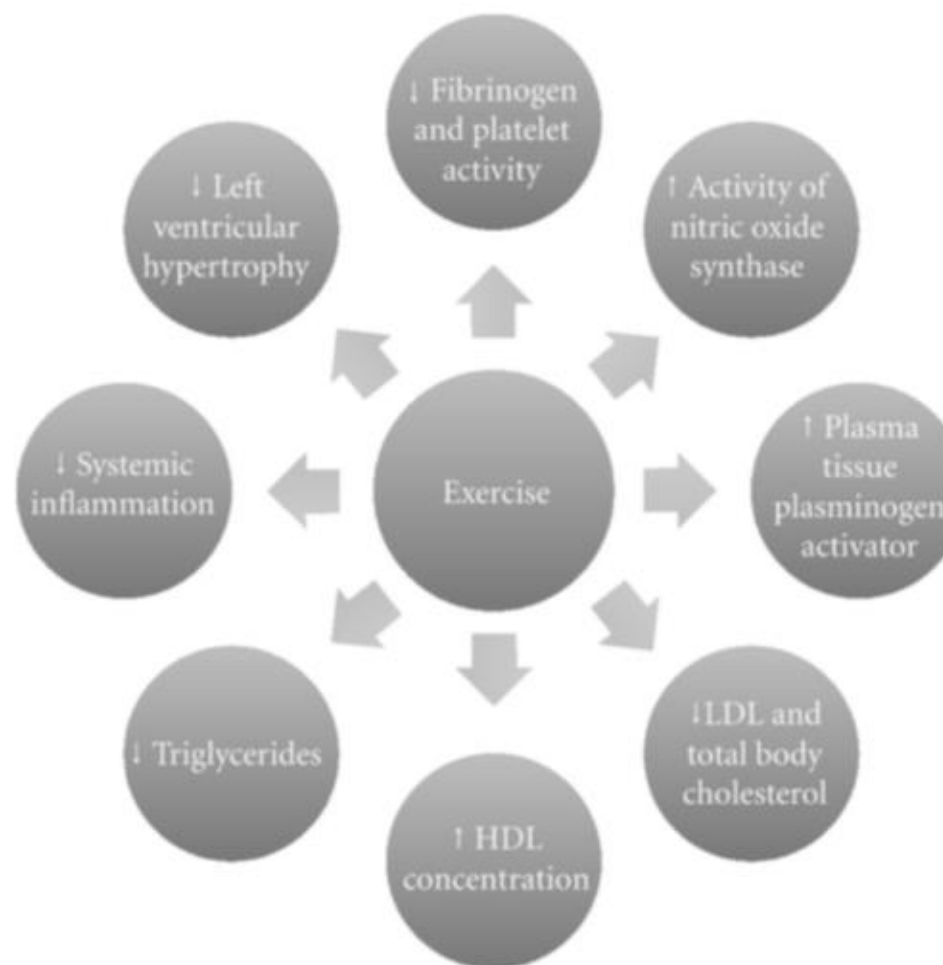 ↓ Fibrinogen
and platelet
activity
↑ Activity of
nitric oxide
synthase
↑ Plasma
tissue
plasminogen
activator
↓LDL and
total body
cholesterol
↑ HDL
concentration
↓ Triglycerides
↓ Systemic
inflammation
↓ Left
ventricular
hypertrophy
Exercise